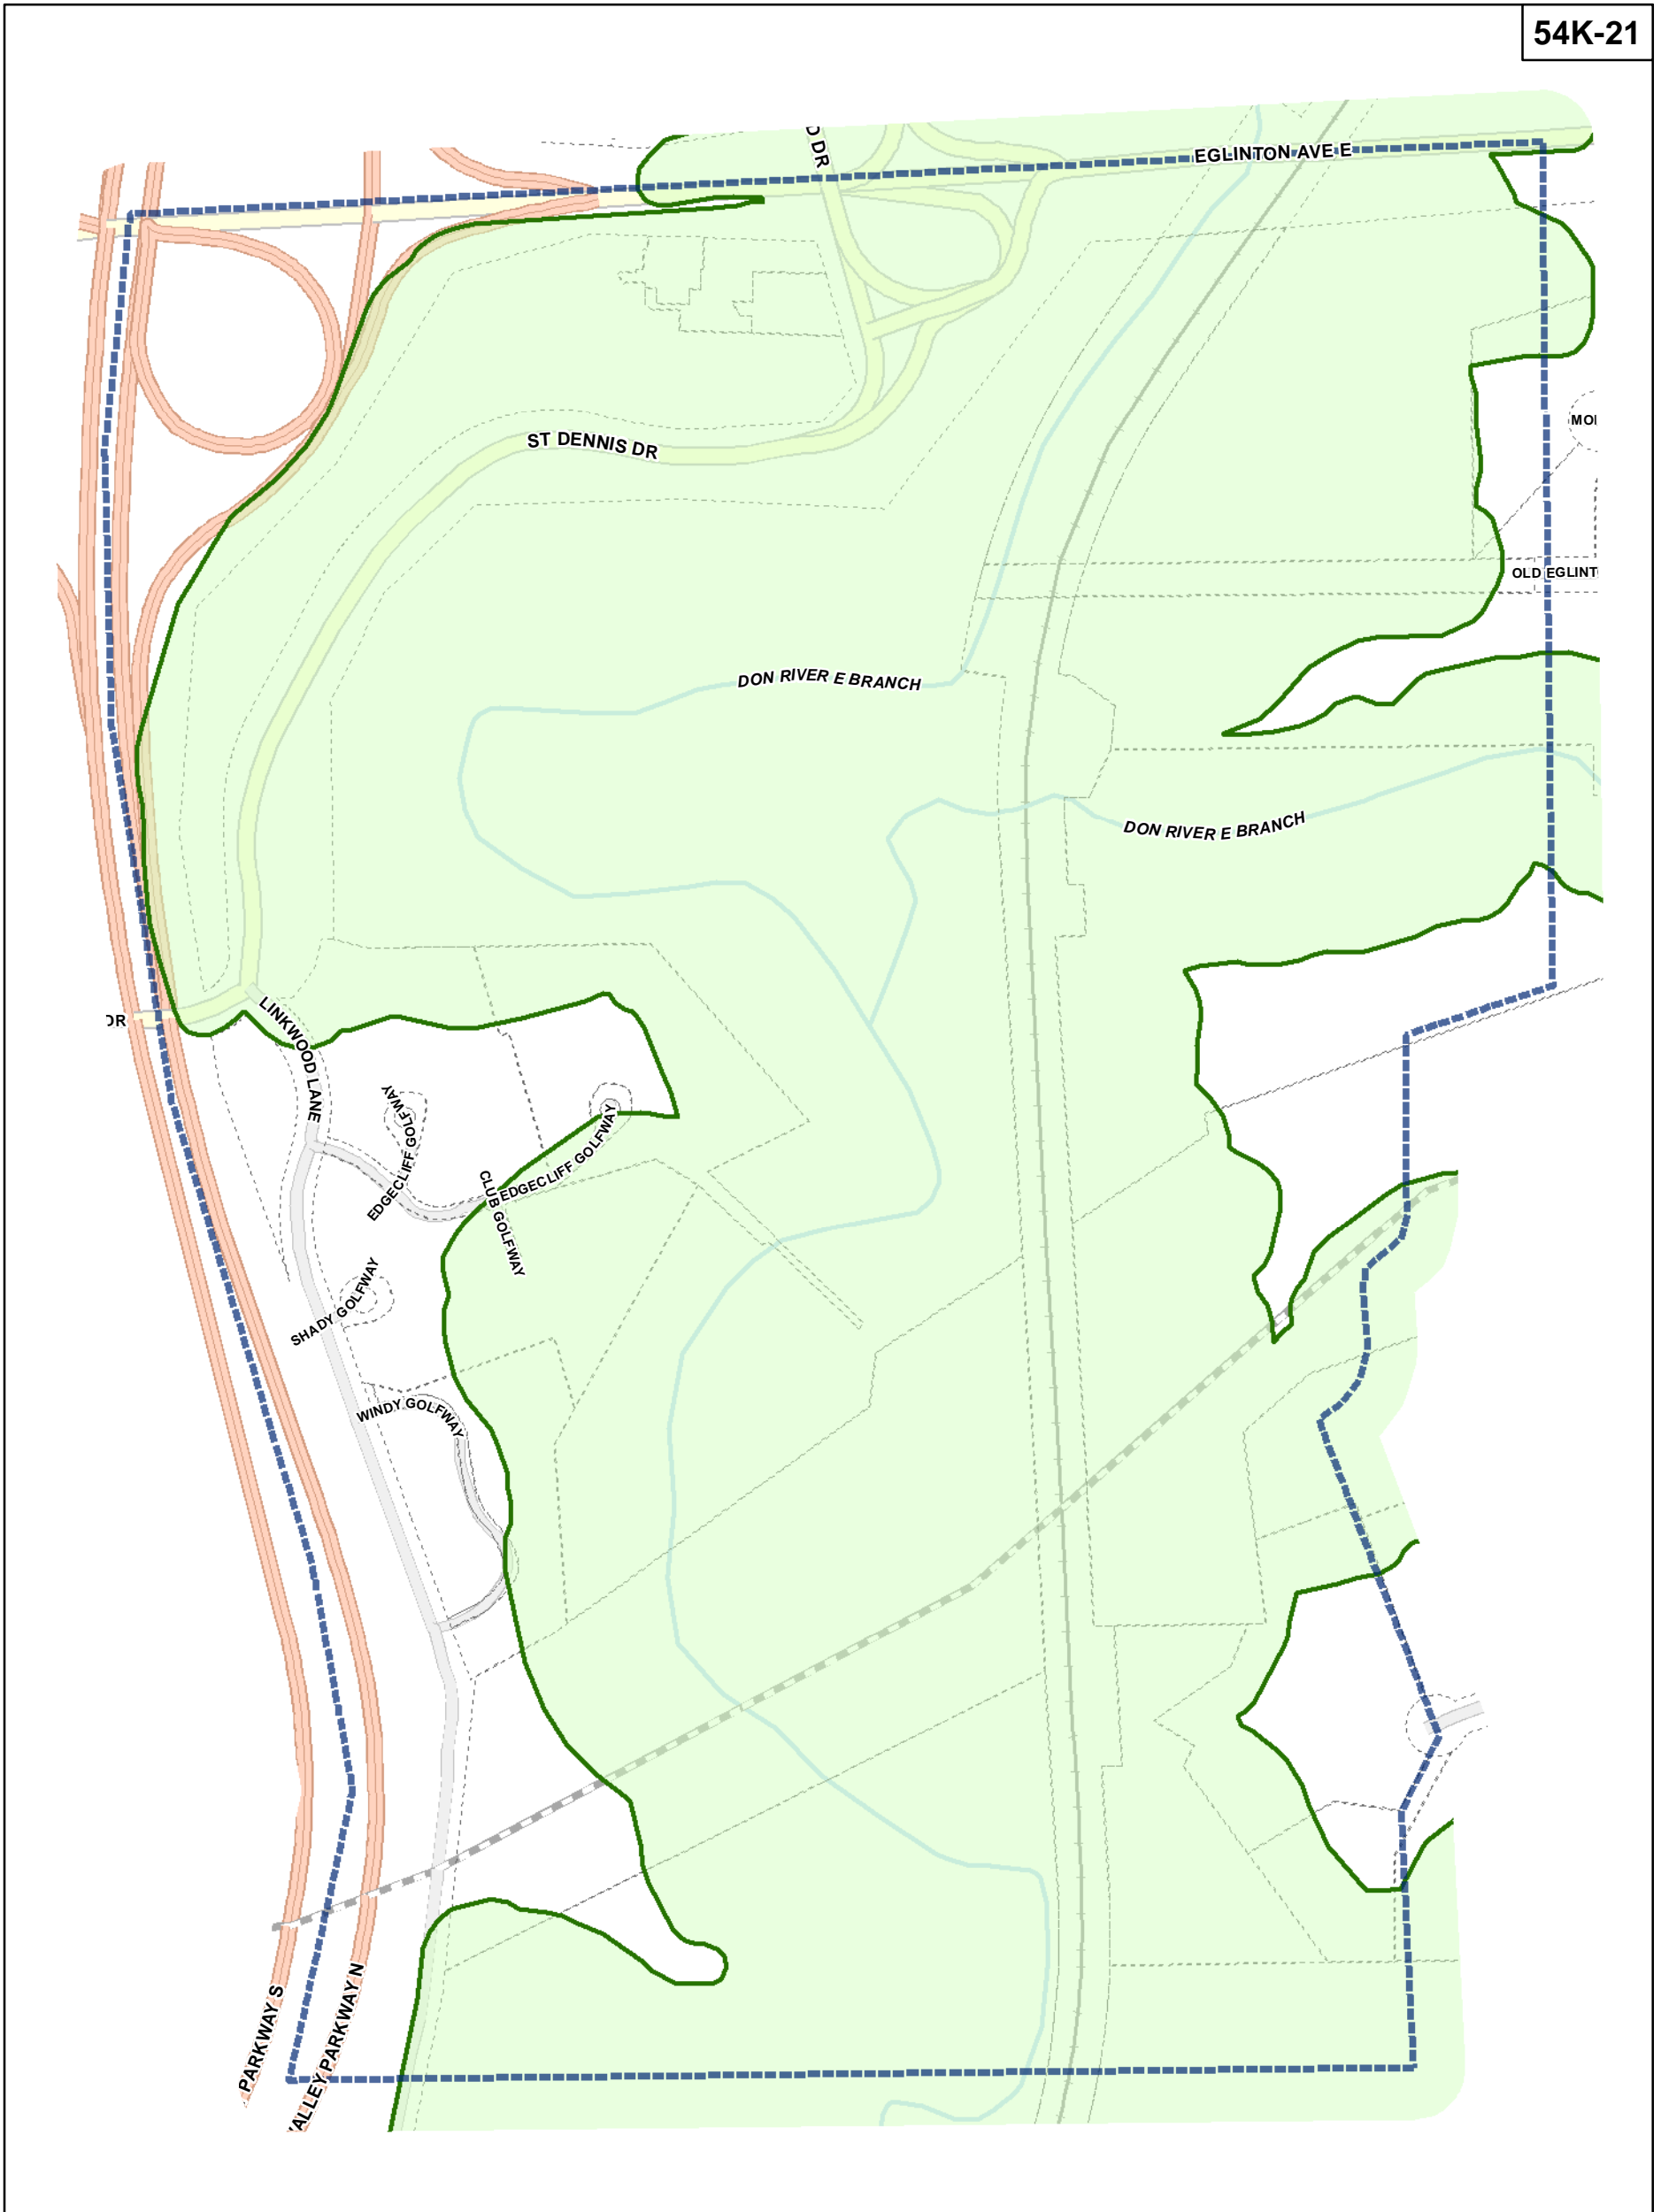 54K-21
D DR
EGLINTON AVE E
MOI
ST DENNIS DR
OLD EGLINT
DON RIVER E BRANCH
DON RIVER E BRANCH
DR
LINKWOOD LANE
EDGECLIFF GOLFWAY
EDGECLIFF GOLFWAY
CLUB GOLFWAY
SHADY GOLFWAY
WINDY GOLFWAY
PARKWAY S
VALLEY PARKWAY N